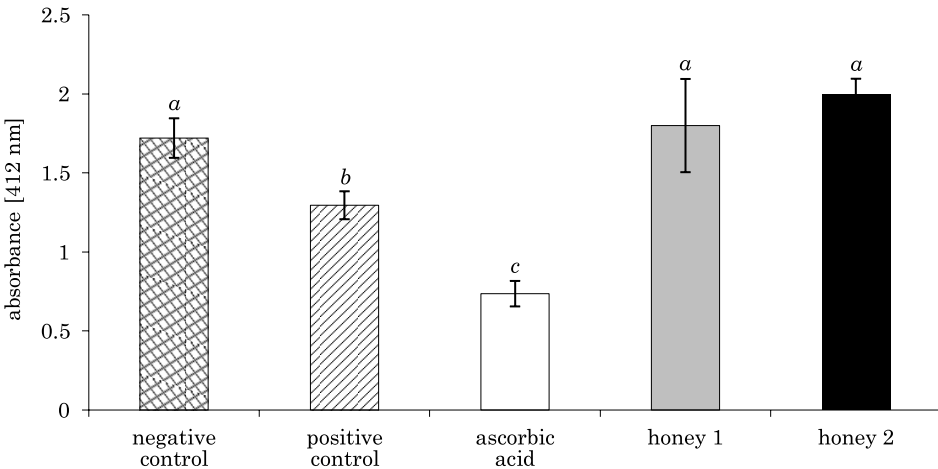 absorbance [412 nm]
2.5
2
1.5
1
0.5
0
a
b
c
a
a
negative
control
positive
control
ascorbic
acid
honey 1
honey 2